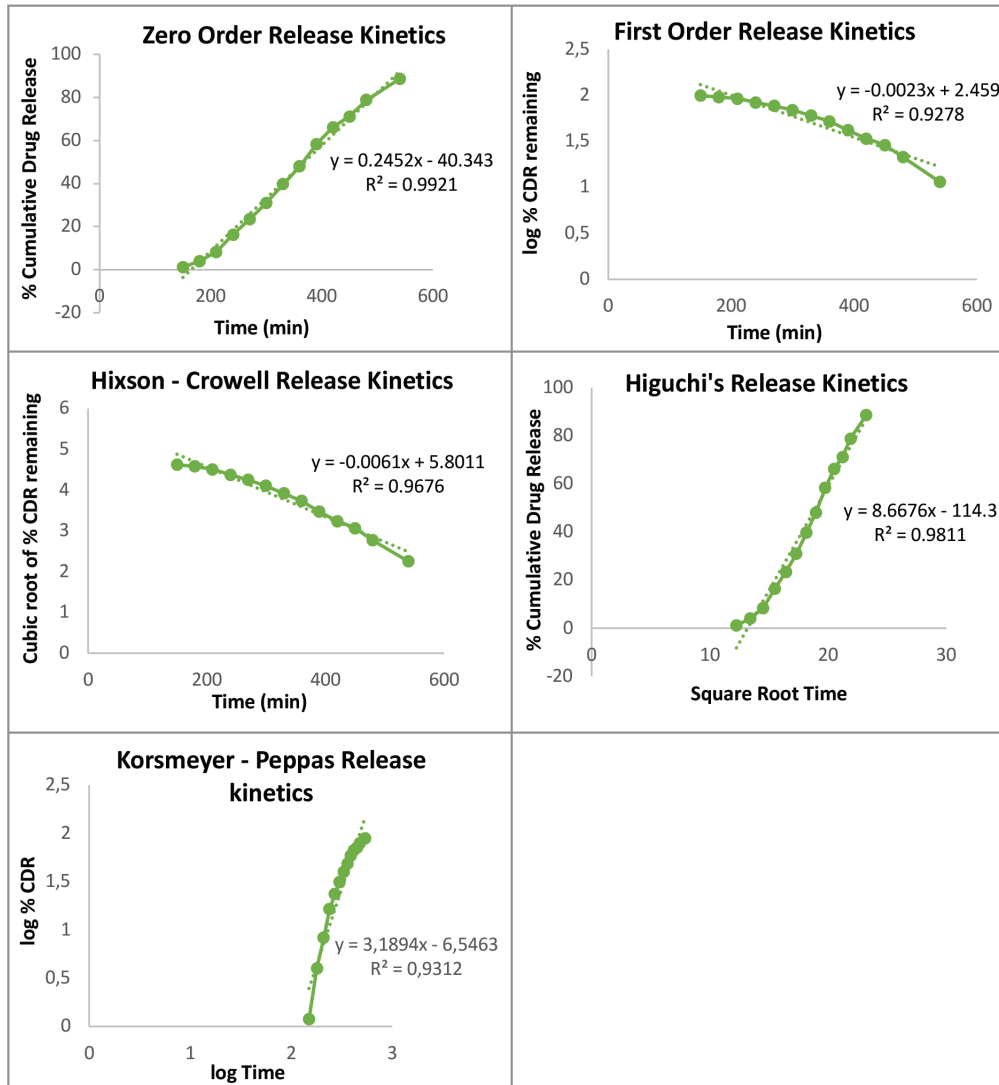 Zero Order Release Kinetics
% Cumulative Drug Release
100
80
60
40
20
0
-20
0
200
400
600
y = 0.2452x - 40.343
R² = 0.9921
Time (min)
First Order Release Kinetics
log % CDR remaining
2,5
2
1,5
1
0,5
0
0
200
400
600
y = -0.0023x + 2.459
R² = 0.9278
Time (min)
Hixson - Crowell Release Kinetics
Cubic root of % CDR remaining
6
5
4
3
2
1
0
0
200
400
600
y = -0.0061x + 5.8011
R² = 0.9676
Time (min)
Higuchi's Release Kinetics
% Cumulative Drug Release
100
80
60
40
20
0
-20
0
10
20
30
y = 8.6676x - 114.3
R² = 0.9811
Square Root Time
Korsmeyer - Peppas Release
kinetics
log % CDR
2,5
2
1,5
1
0,5
0
0
1
2
3
y = 3,1894x - 6,5463
R² = 0,9312
log Time